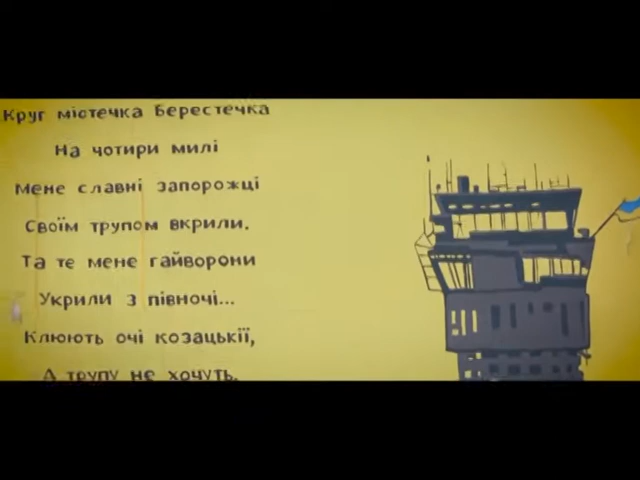 Круг містечка Берестечка
На чотири милі
Мене славні запорожці
Своїм трупом вкрили.
Та те мене гайворони
Укрили з півночі...
Клюють очі козацькії,
А трупу не хочуть.